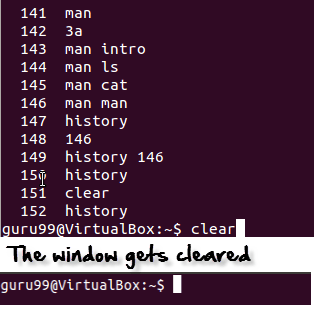 141 man
142 3a
143 man intro
144 man ls
145 man cat
146 man man
147 history
148 146
149 history 146
150 history
151 clear
152 history
guru99@VirtualBox:~$ clear
The window gets cleared
guru99@VirtualBox:~$